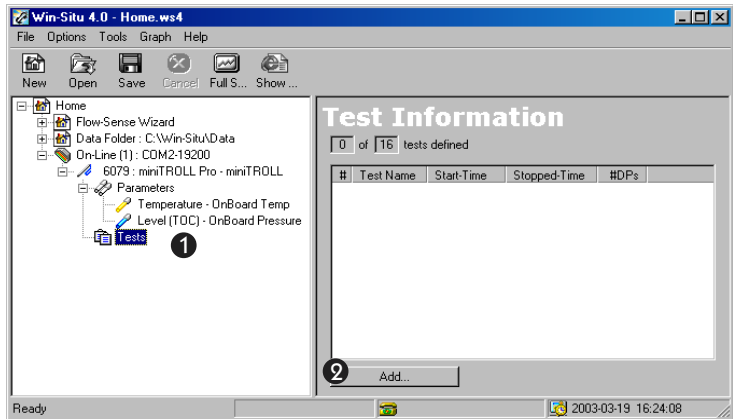 Win-Situ 4.0 - Home.ws4
File Options Tools Graph Help
New Open Save Cancel Full S... Show ...
Home
Flow-Sense Wizard
Data Folder : C:\Win-Situ\Data
On-Line (1) : COM2-19200
6079 : miniTROLL Pro - miniTROLL
Parameters
Temperature - OnBoard Temp
Level (TOC) - OnBoard Pressure
Tests
1
Test Information
0 of 16 tests defined
# Test Name Start-Time Stopped-Time #DPs
2
Add...
Ready 2003-03-19 16:24:08